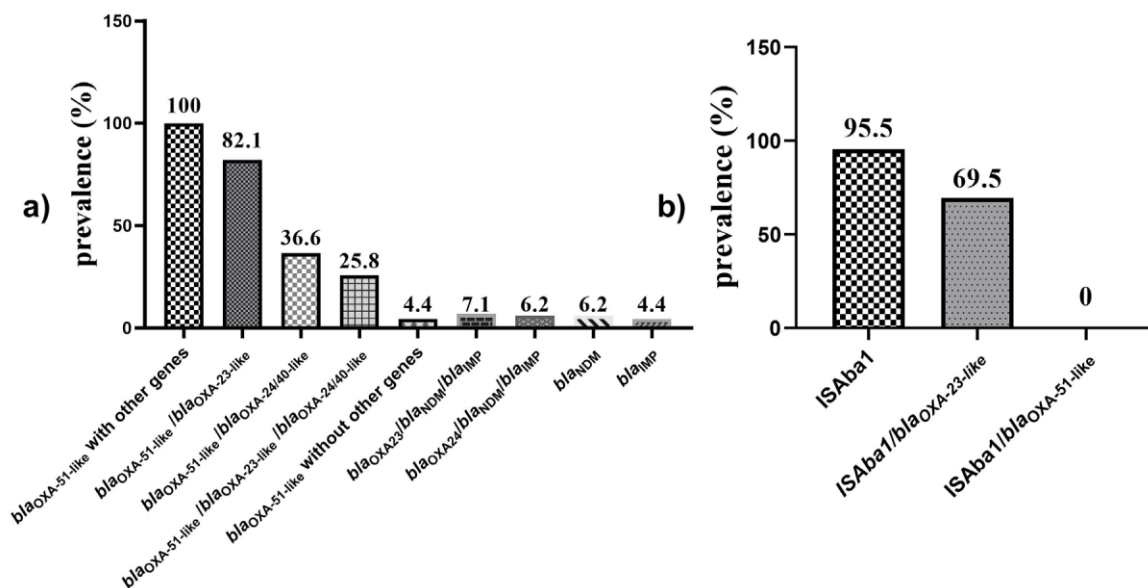 a)
prevalence (%)
150
100
50
0
100
82.1
36.6
25.8
4.4
7.1
6.2
6.2
4.4
blaOXA-51-like with other genes
blaOXA-51-like /blaOXA-23-like
blaOXA-51-like /blaOXA-24/40-like
blaOXA-51-like /blaOXA-23-like /blaOXA-24/40-like
blaOXA-51-like without other genes
blaOXA23/blaNDM/blaIMP
blaOXA24/blaNDM/blaIMP
blaNDM
blaIMP
b)
prevalence (%)
150
100
50
0
95.5
69.5
0
ISAba1
ISAba1/blaOXA-23-like
ISAba1/blaOXA-51-like